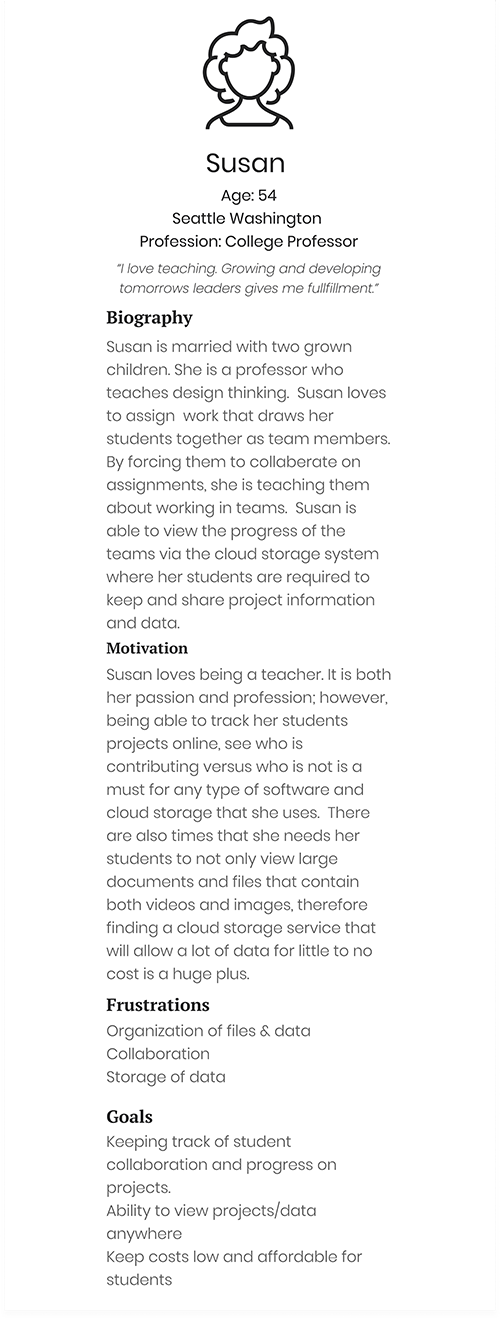 Susan
Age: 54
Seattle Washington
Profession: College Professor
“I love teaching. Growing and developing
tomorrows leaders gives me fullfillment.”
Biography
Susan is married with two grown
children. She is a professor who
teaches design thinking.  Susan loves
to assign  work that draws her
students together as team members.
By forcing them to collaberate on
assignments, she is teaching them
about working in teams.  Susan is
able to view the progress of the
teams via the cloud storage system
where her students are required to
keep and share project information
and data.
Motivation
Susan loves being a teacher. It is both
her passion and profession; however,
being able to track her students
projects online, see who is
contributing versus who is not is a
must for any type of software and
cloud storage that she uses.  There
are also times that she needs her
students to not only view large
documents and files that contain
both videos and images, therefore
finding a cloud storage service that
will allow a lot of data for little to no
cost is a huge plus.
Frustrations
Organization of files & data
Collaboration
Storage of data
Goals
Keeping track of student
collaboration and progress on
projects.
Ability to view projects/data
anywhere
Keep costs low and affordable for
students